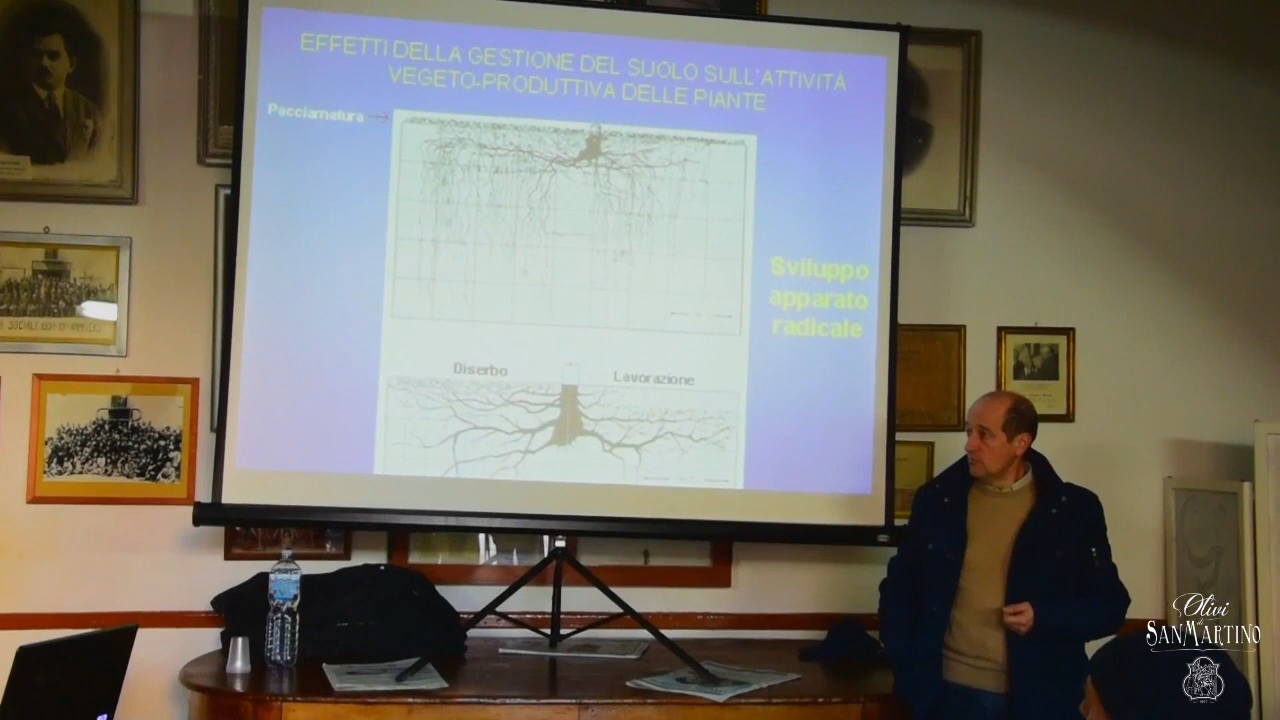 EFFETTI DELLA GESTIONE DEL SUOLO SULL'ATTIVITÀ
VEGETO-PRODUTTIVA DELLE PIANTE
Pacciamatura
Sviluppo
apparato
radicale
Diserbo
Lavorazione
Olivi
di
SANMARTINO